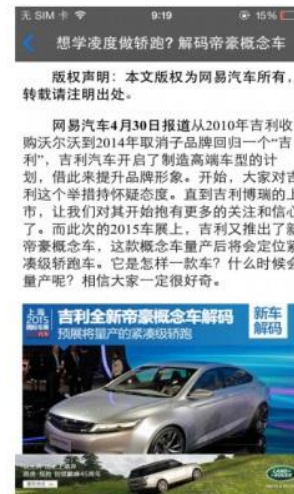 无 SIM 卡
9:19
15%
想学凌度做轿跑? 解码帝豪概念车
版权声明：本文版权为网易汽车所有，
转载请注明出处。
网易汽车4月30日报道从2010年吉利收
购沃尔沃到2014年取消子品牌回归一个“吉
利”，吉利汽车开启了制造高端车型的计
划，借此来提升品牌形象。开始，大家对吉
利这个举措持怀疑态度。直到吉利博瑞的上
市，让我们对其开始抱有更多的关注和信心
了。而此次的2015车展上，吉利又推出了新
帝豪概念车，这款概念车量产后将会定位紧
凑级轿跑车。它是怎样一款车？什么时候会
量产呢？相信大家一定很好奇。
上海
2015
吉利全新帝豪概念车解码
预展将量产的紧凑级轿跑
新车
解码